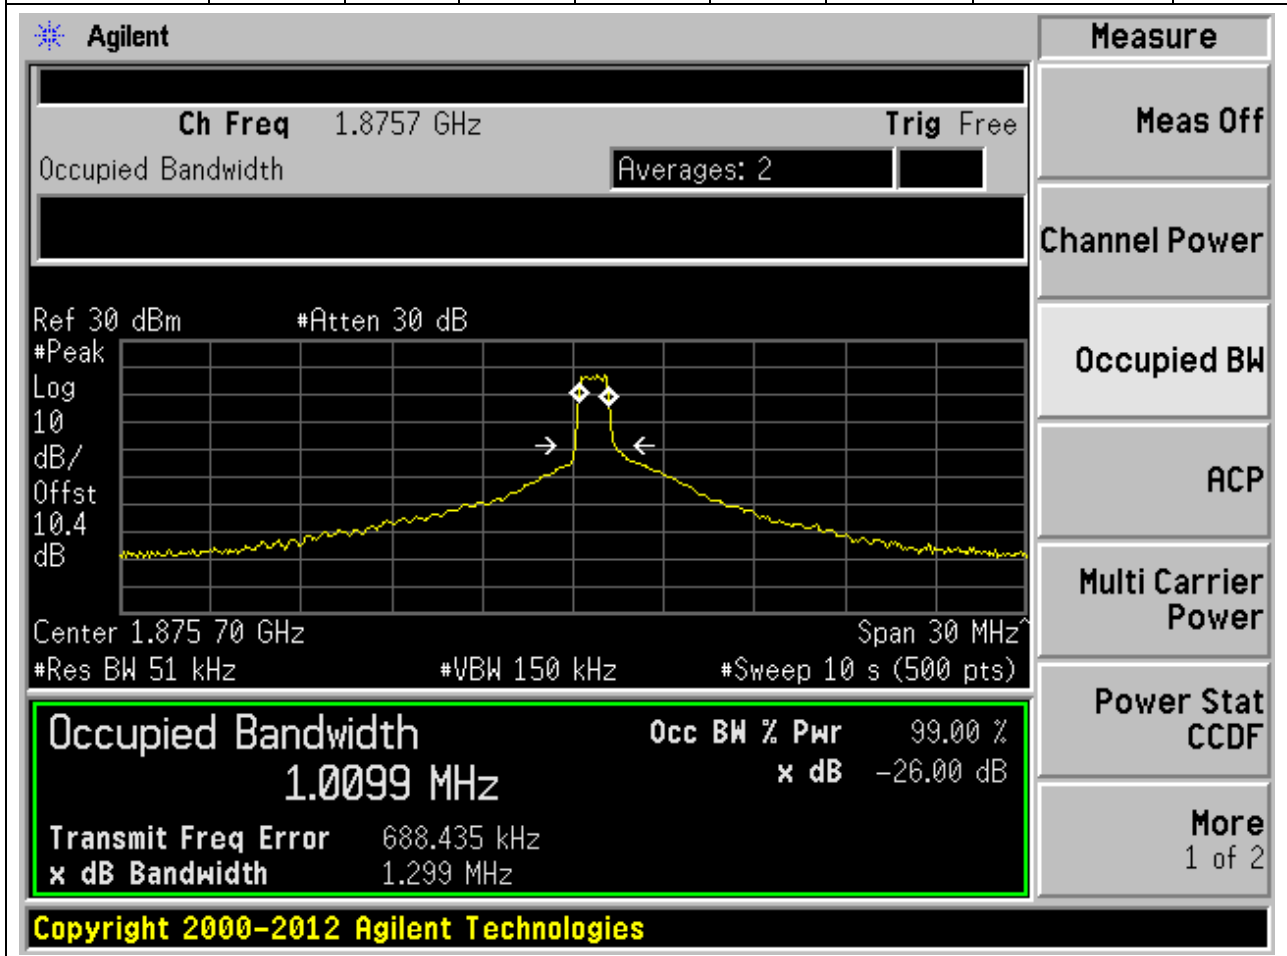 Agilent
Measure
Ch Freq 1.8757 GHz
Trig Free
Meas Off
Occupied Bandwidth
Averages: 2
Channel Power
Ref 30 dBm
#Atten 30 dB
#Peak
Log
10
dB/
Offst
10.4
dB
Occupied BW
ACP
Center 1.875 70 GHz
Span 30 MHz^
#Res BW 51 kHz
#VBW 150 kHz
#Sweep 10 s (500 pts)
Multi Carrier
Power
Occupied Bandwidth
1.0099 MHz
Occ BW % Pwr 99.00 %
x dB -26.00 dB
Transmit Freq Error 688.435 kHz
x dB Bandwidth 1.299 MHz
Power Stat
CCDF
More
1 of 2
Copyright 2000-2012 Agilent Technologies